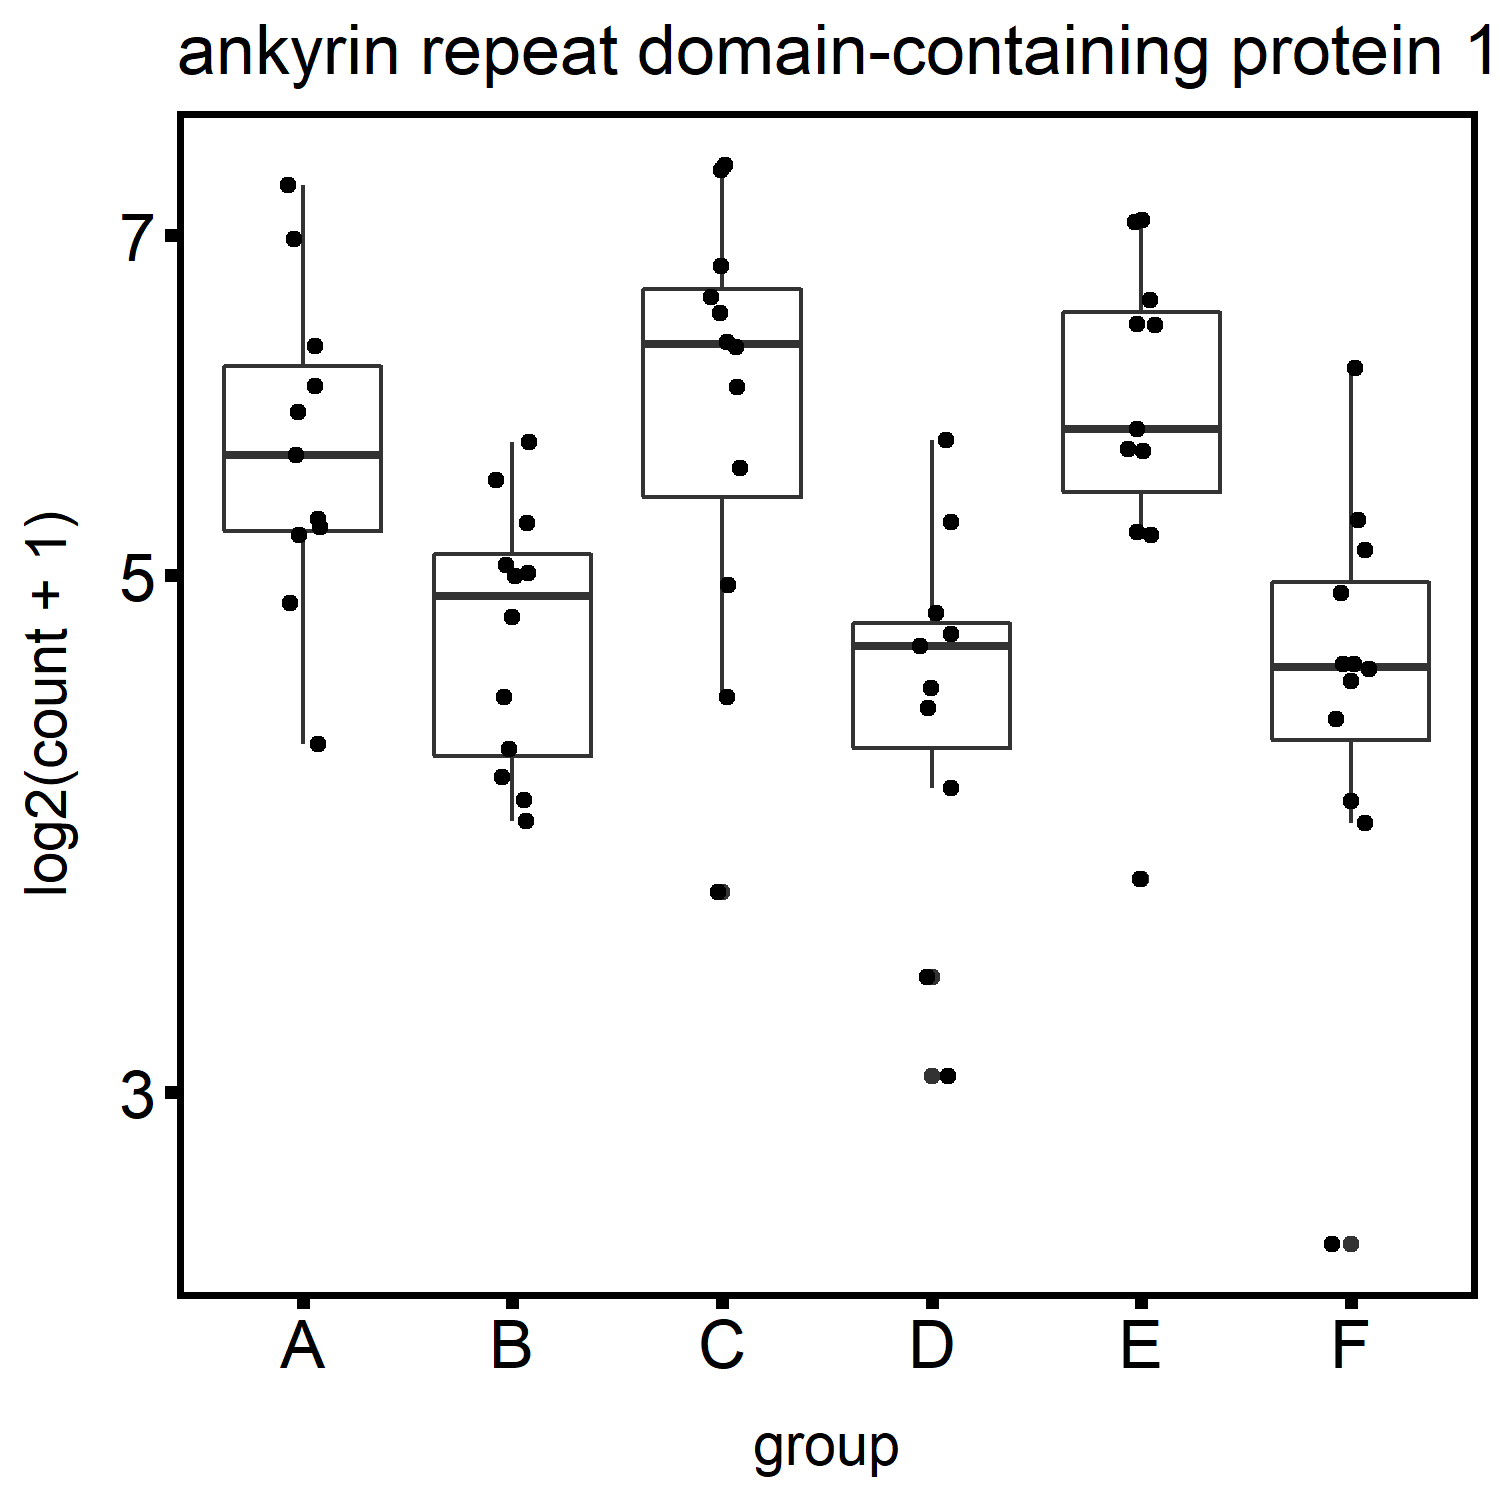 ankyrin repeat domain-containing protein 1
log2(count + 1)
7
5
3
A B C D E F
group